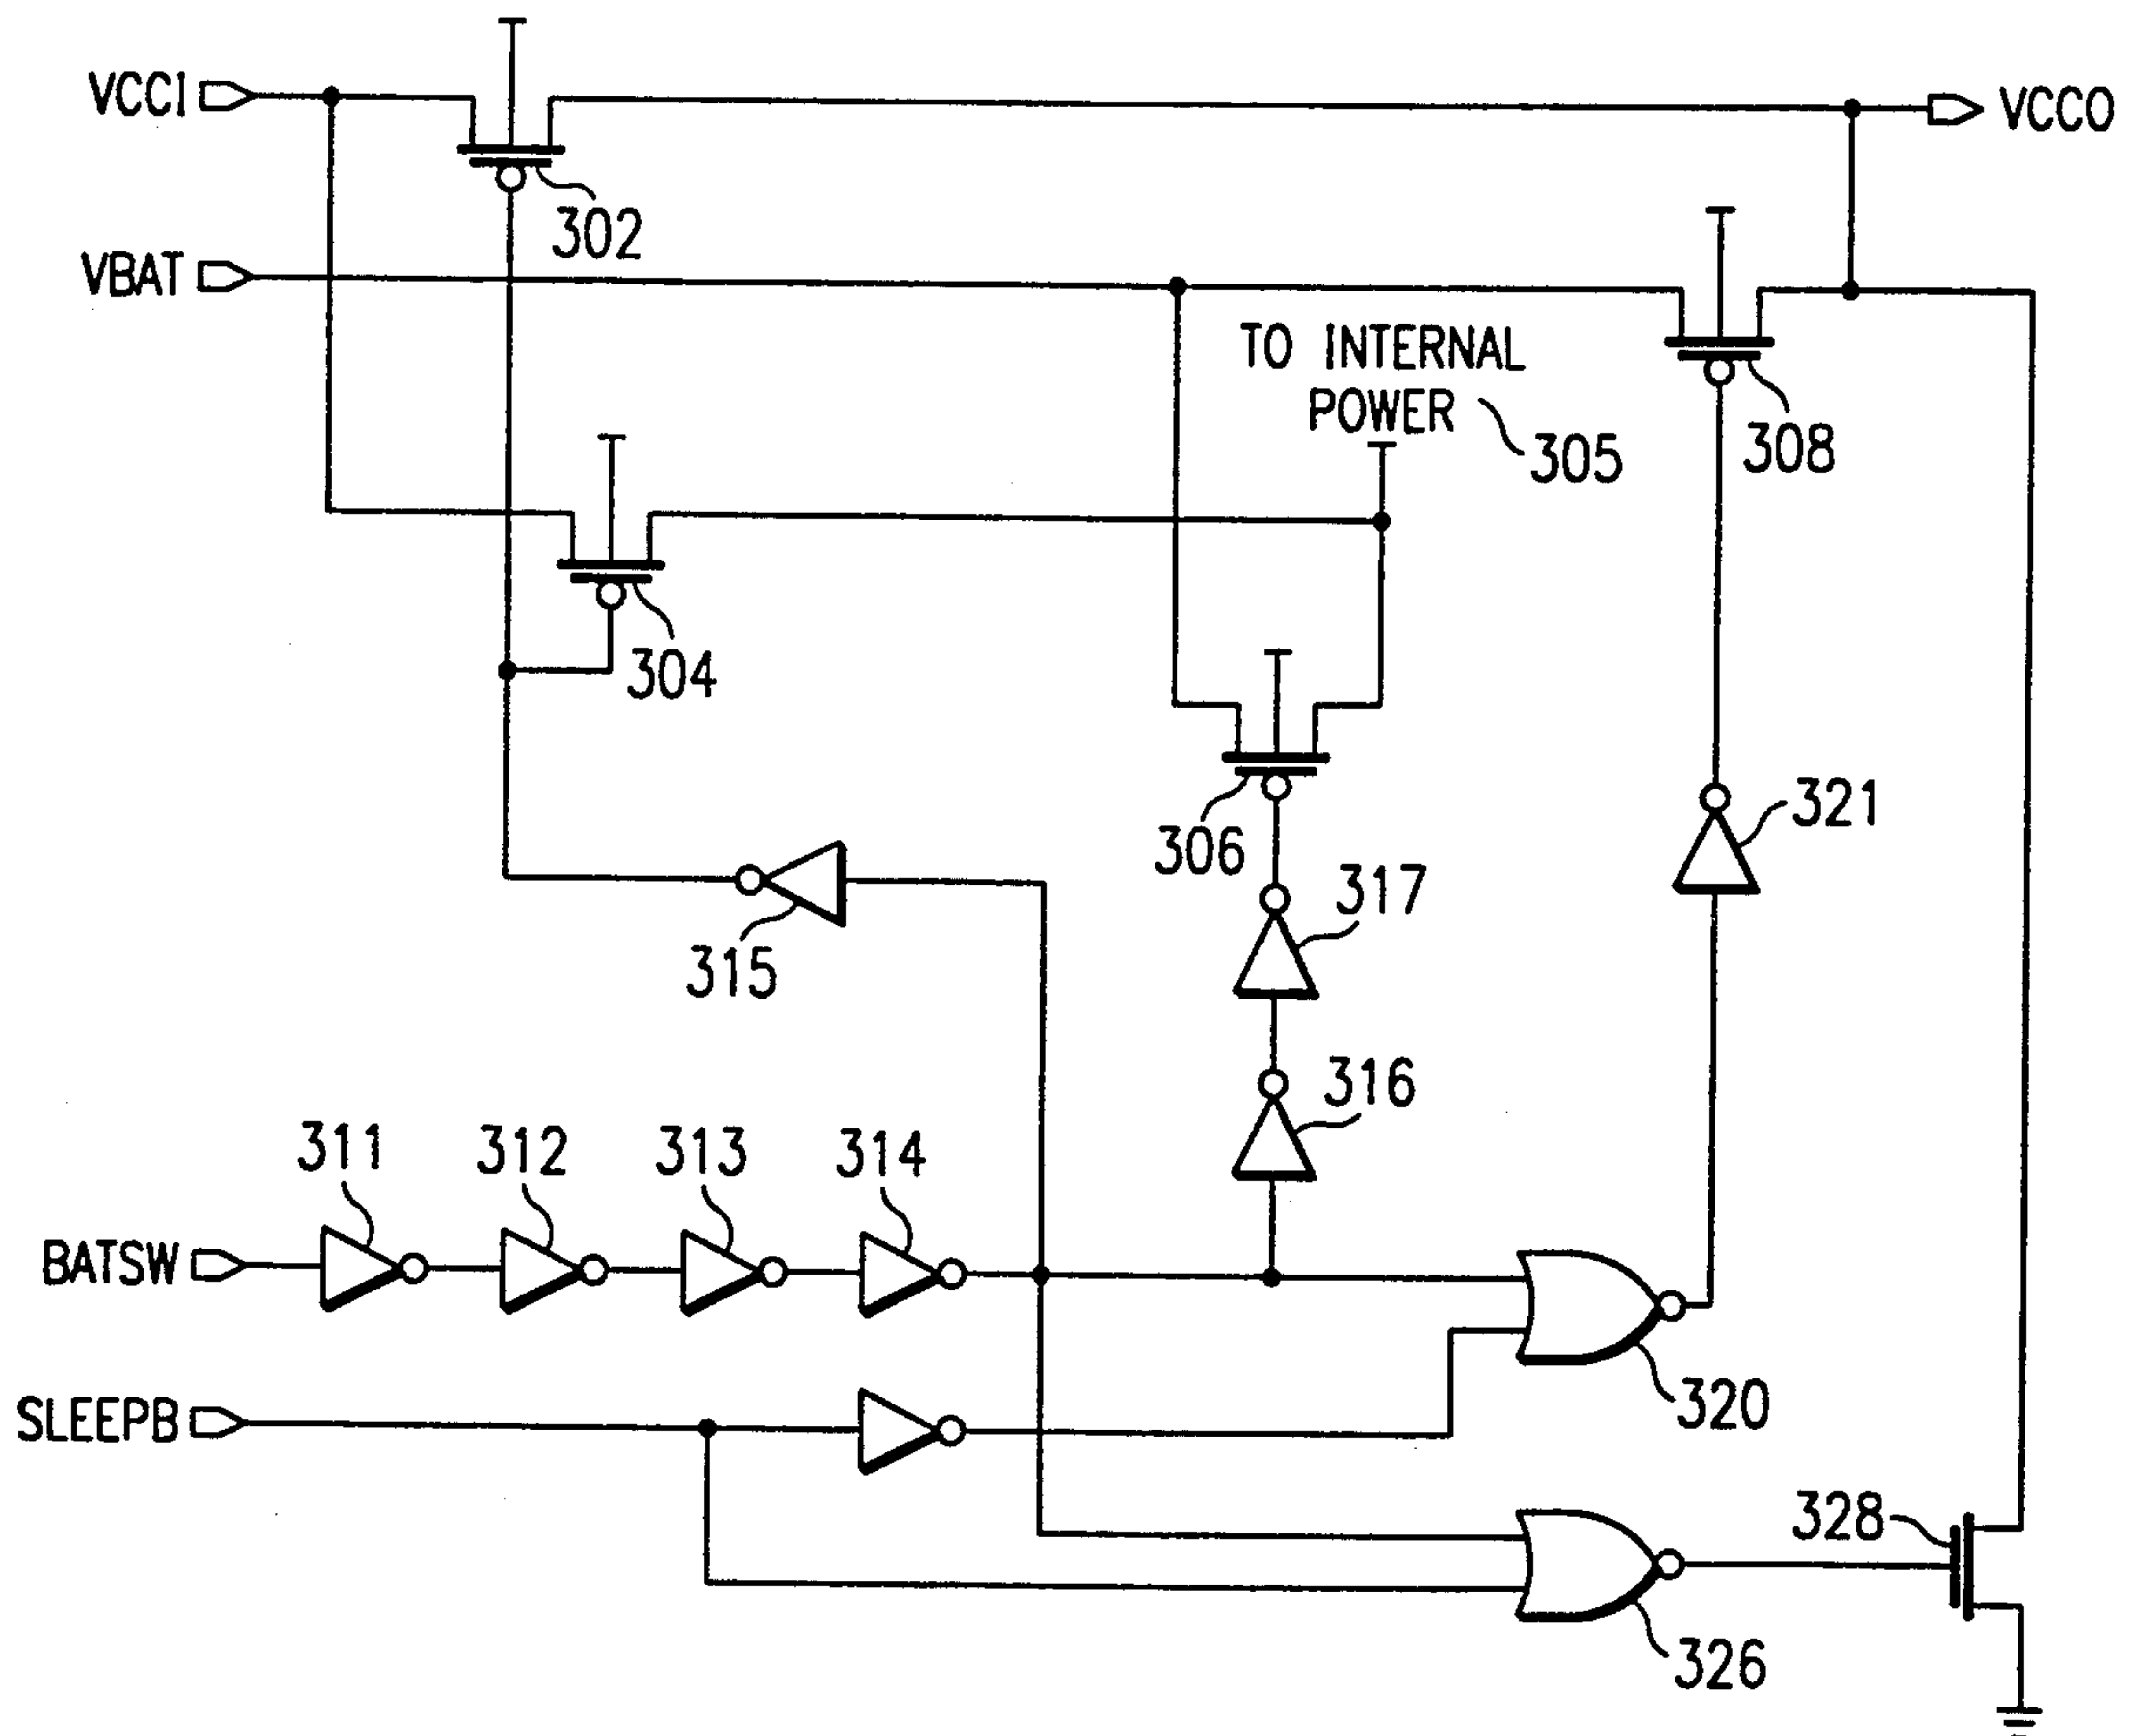 VCCI
VCCO
302
VBAT
TO INTERNAL
POWER
305
308
304
306
321
317
315
316
311
312
313
314
BATSW
SLEEPB
320
328
326